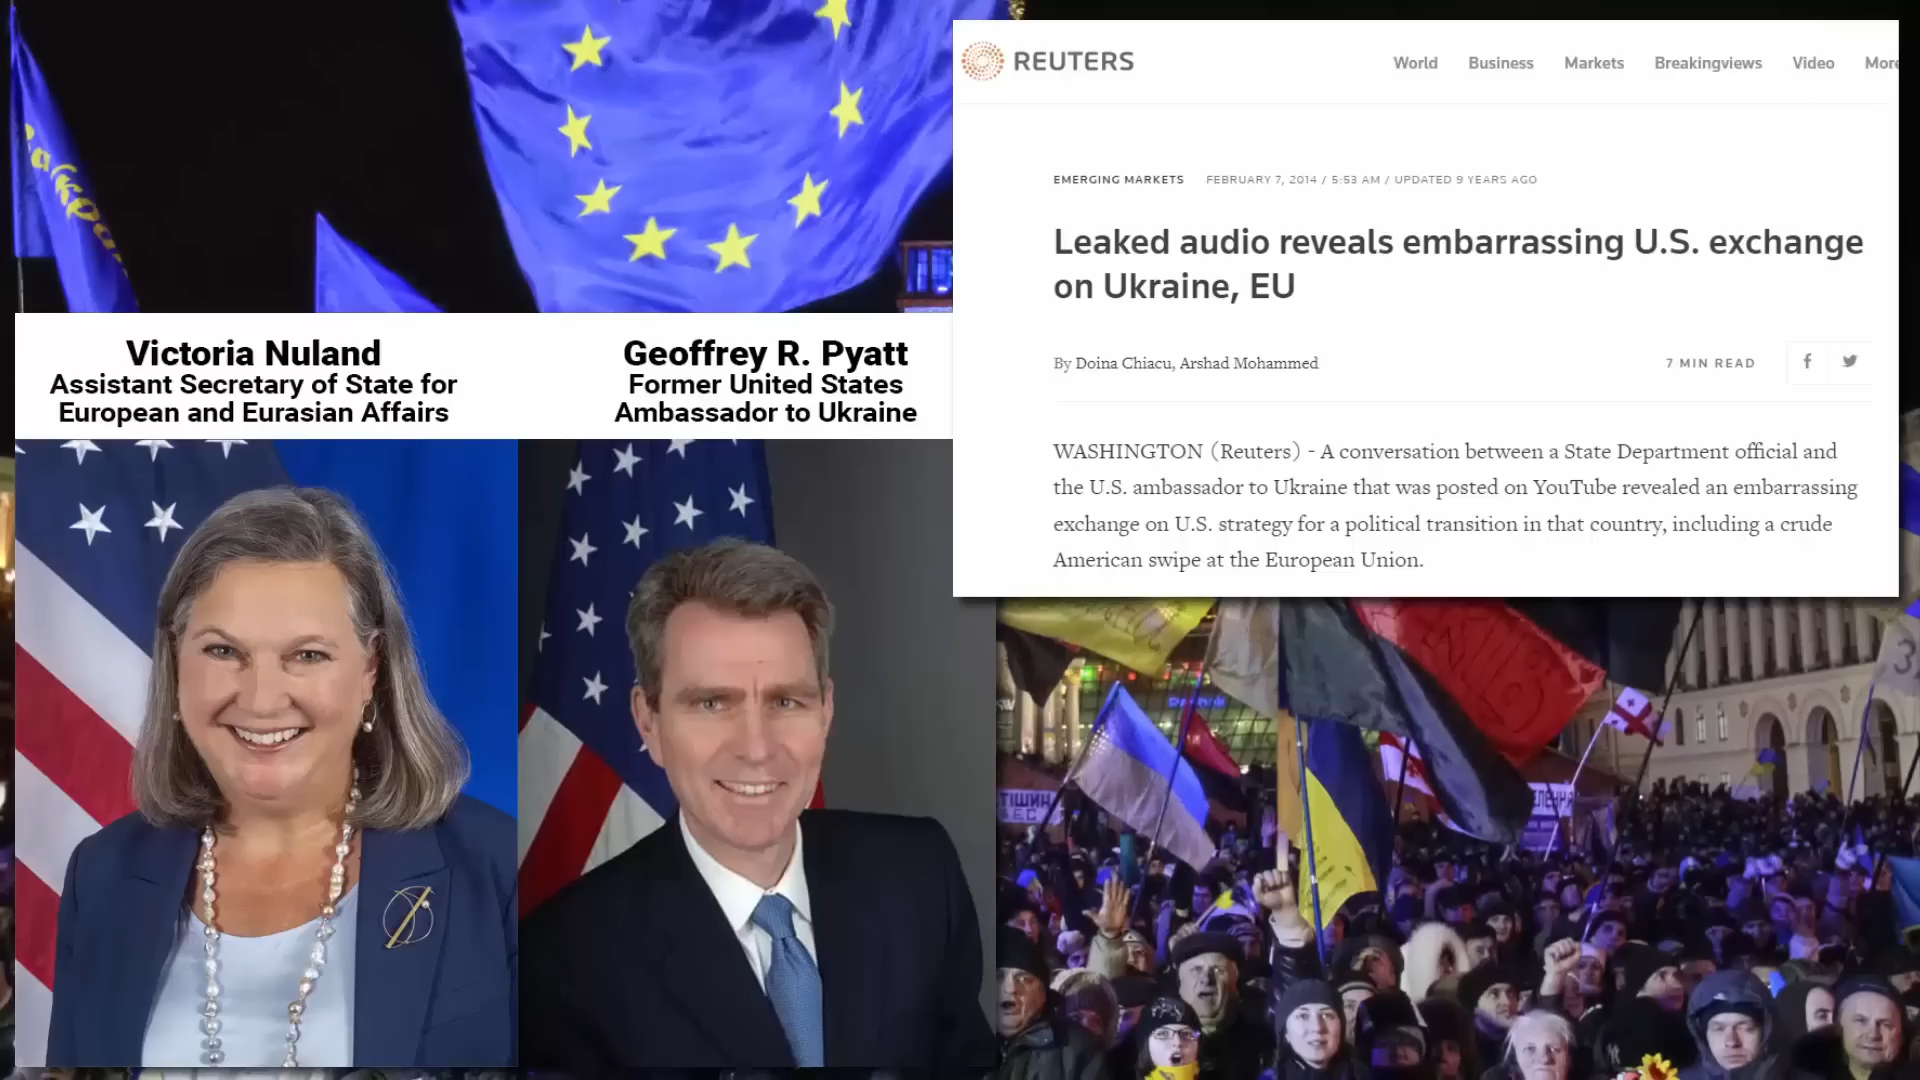 REUTERS
World Business Markets Breakingviews Video More
EMERGING MARKETS FEBRUARY 7, 2014 / 5:53 AM / UPDATED 9 YEARS AGO
Leaked audio reveals embarrassing U.S. exchange
on Ukraine, EU
By Doina Chiacu, Arshad Mohammed
7 MIN READ
WASHINGTON (Reuters) - A conversation between a State Department official and
the U.S. ambassador to Ukraine that was posted on YouTube revealed an embarrassing
exchange on U.S. strategy for a political transition in that country, including a crude
American swipe at the European Union.
Victoria Nuland
Assistant Secretary of State for
European and Eurasian Affairs
Geoffrey R. Pyatt
Former United States
Ambassador to Ukraine